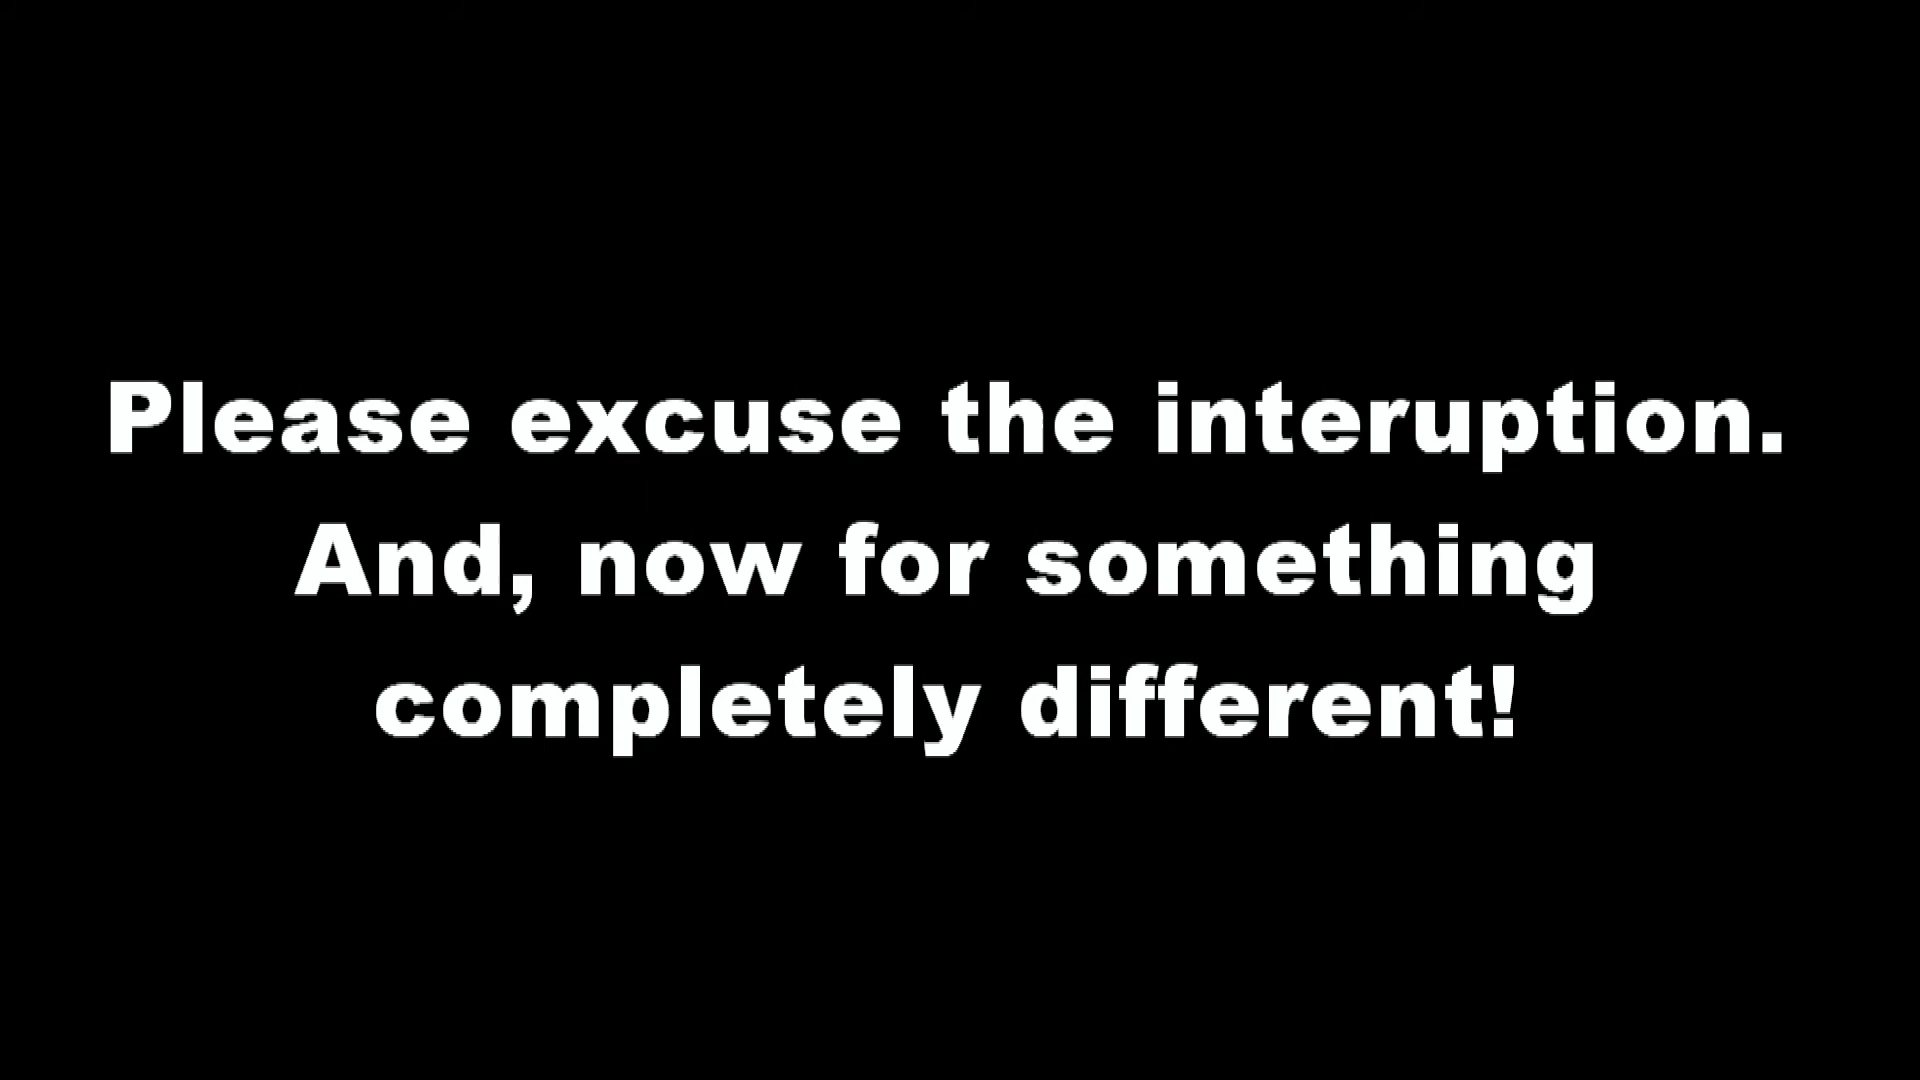 Please excuse the interuption.
And, now for something
completely different!